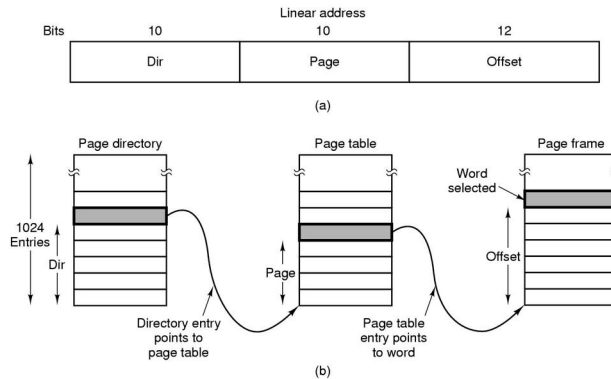 Linear address
Bits 10 10 12
Dir Page Offset
(a)
Page directory Page table Page frame
Word
selected
1024
Entries
Dir
Page
Offset
Directory entry
points to
page table
Page table
entry points
to word
(b)